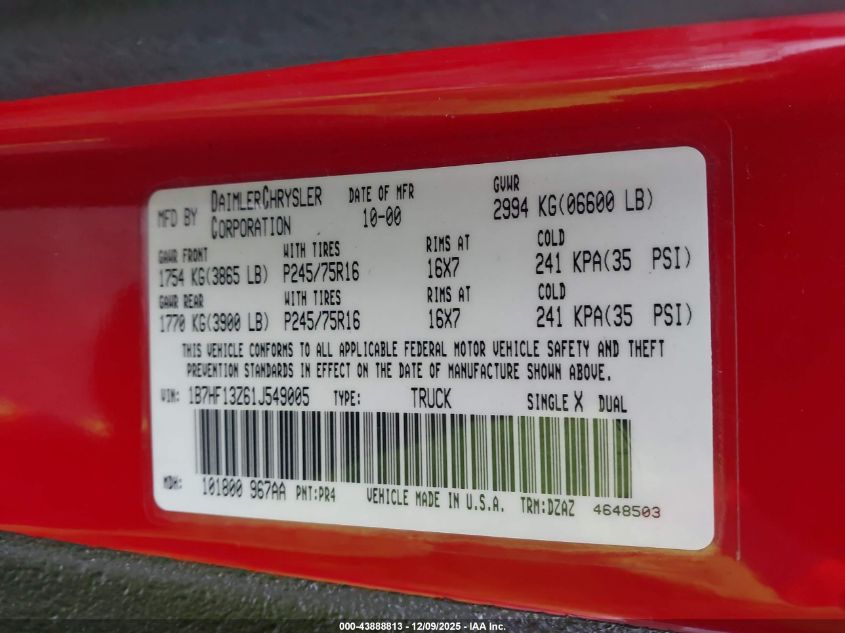 MFD BY DAIMLERCHRYSLER CORPORATION DATE OF MFR 10-00 GVWR 2994 KG(06600 LB)
GAWR FRONT WITH TIRES RIMS AT COLD
1754 KG(3865 LB) P245/75R16 16X7 241 KPA(35 PSI)
GAWR REAR WITH TIRES RIMS AT COLD
1770 KG(3900 LB) P245/75R16 16X7 241 KPA(35 PSI)
THIS VEHICLE CONFORMS TO ALL APPLICABLE FEDERAL MOTOR VEHICLE SAFETY AND THEFT
PREVENTION STANDARDS IN EFFECT ON THE DATE OF MANUFACTURE SHOWN ABOVE.
VIN: 1B7HF13Z61J549005 TYPE: TRUCK SINGLE X DUAL
MDH: 101800 967AA PNT:PR4 VEHICLE MADE IN U.S.A. TRM:DZAZ 4648503
000-43888813 • 12/09/2025 - IAA Inc.